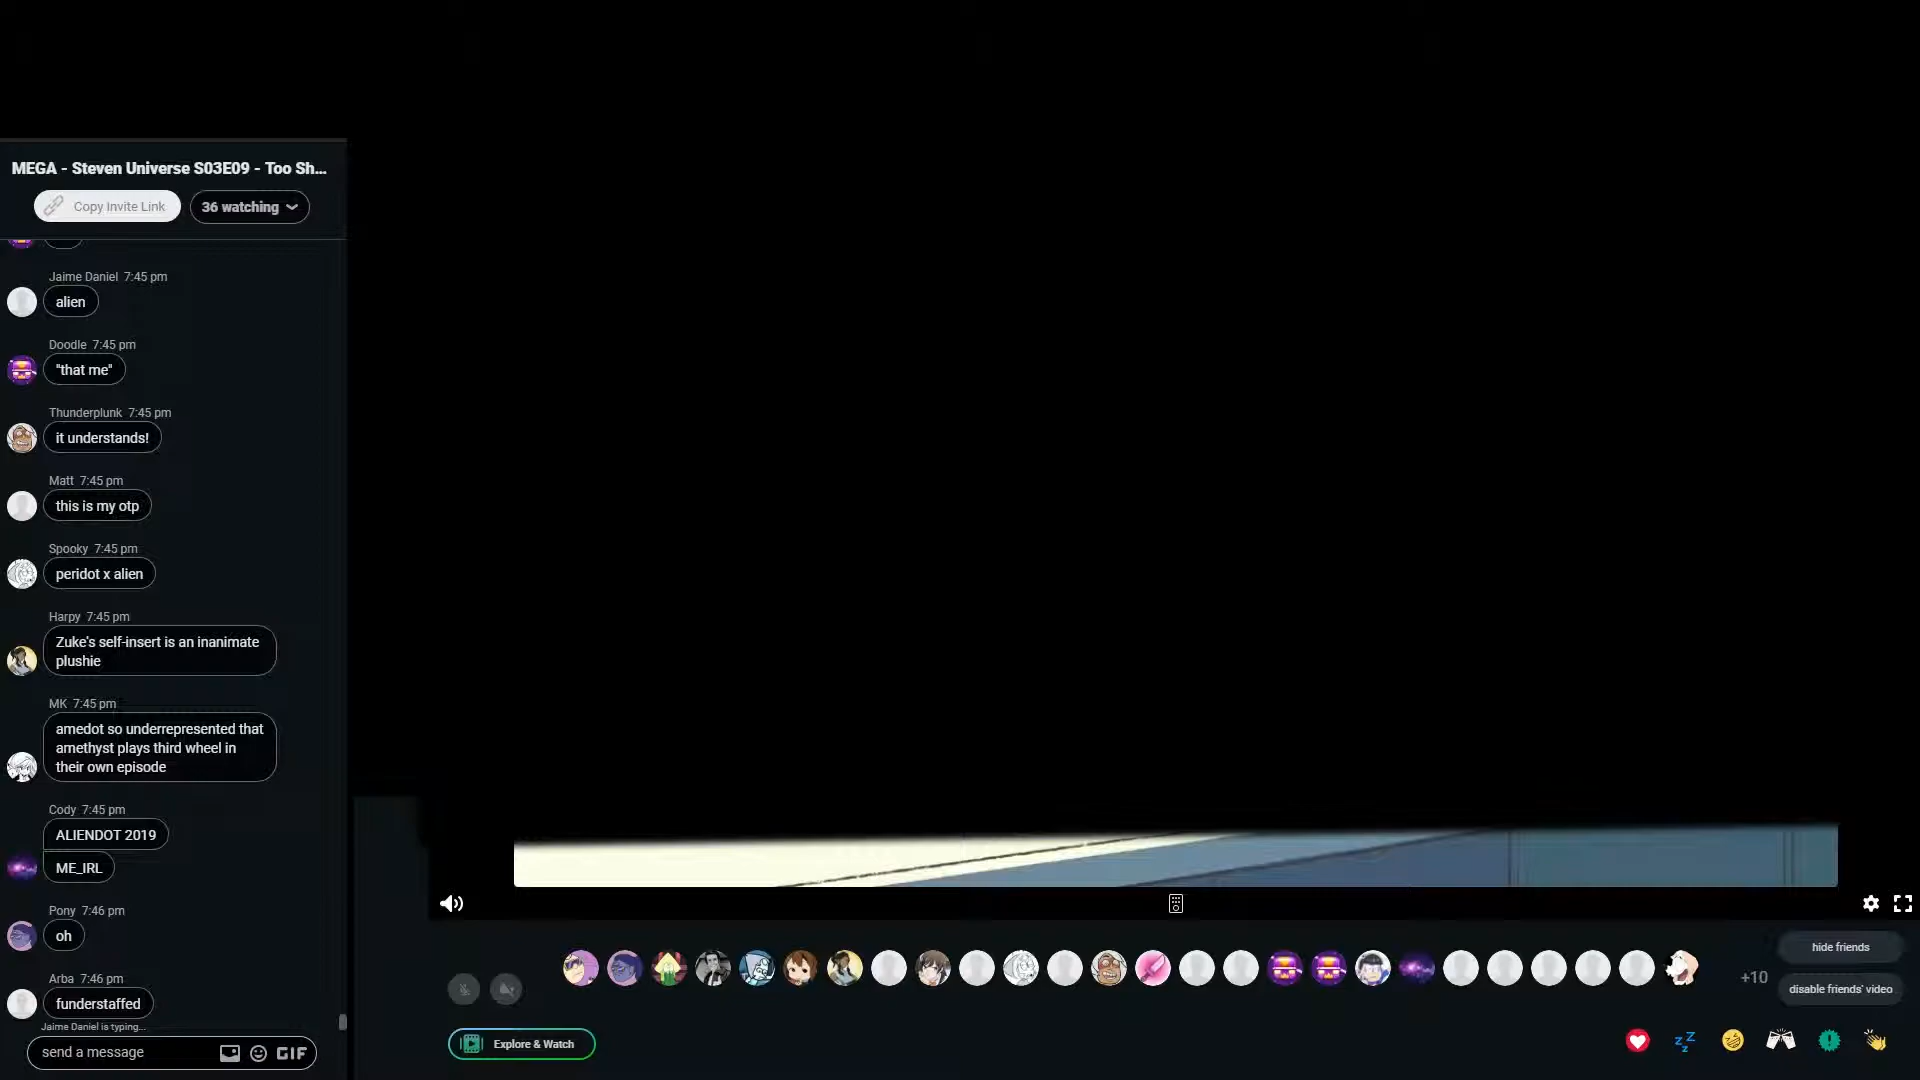 MEGA - Steven Universe S03E09 - Too Sh...
Copy Invite Link
36 watching
Jaime Daniel 7:45 pm
alien
Doodle 7:45 pm
"that me"
Thunderplunk 7:45 pm
it understands!
Matt 7:45 pm
this is my otp
Spooky 7:45 pm
peridot x alien
Harpy 7:45 pm
Zuke's self-insert is an inanimate
plushie
MK 7:45 pm
amedot so underrepresented that
amethyst plays third wheel in
their own episode
Cody 7:45 pm
ALIENDOT 2019
ME_IRL
Pony 7:46 pm
oh
Arba 7:46 pm
funderstaffed
Jaime Daniel is typing...
send a message
GIF
Explore & Watch
+10
hide friends
disable friends' video